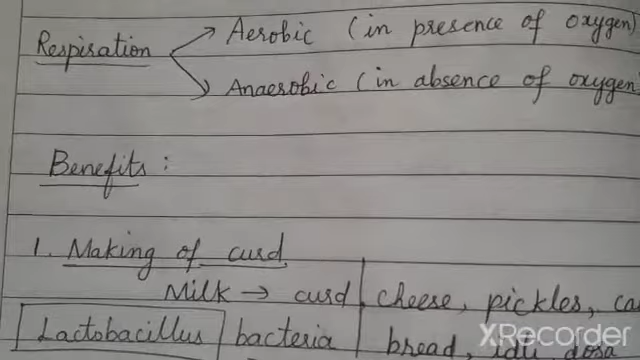 Respiration → Aerobic (in presence of oxygen)
→ Anaerobic (in absence of oxygen
Benefits :
1. Making of curd
Milk → curd, cheese, pickles,
Lactobacillus bacteria bread, idli dosa
XRecorder